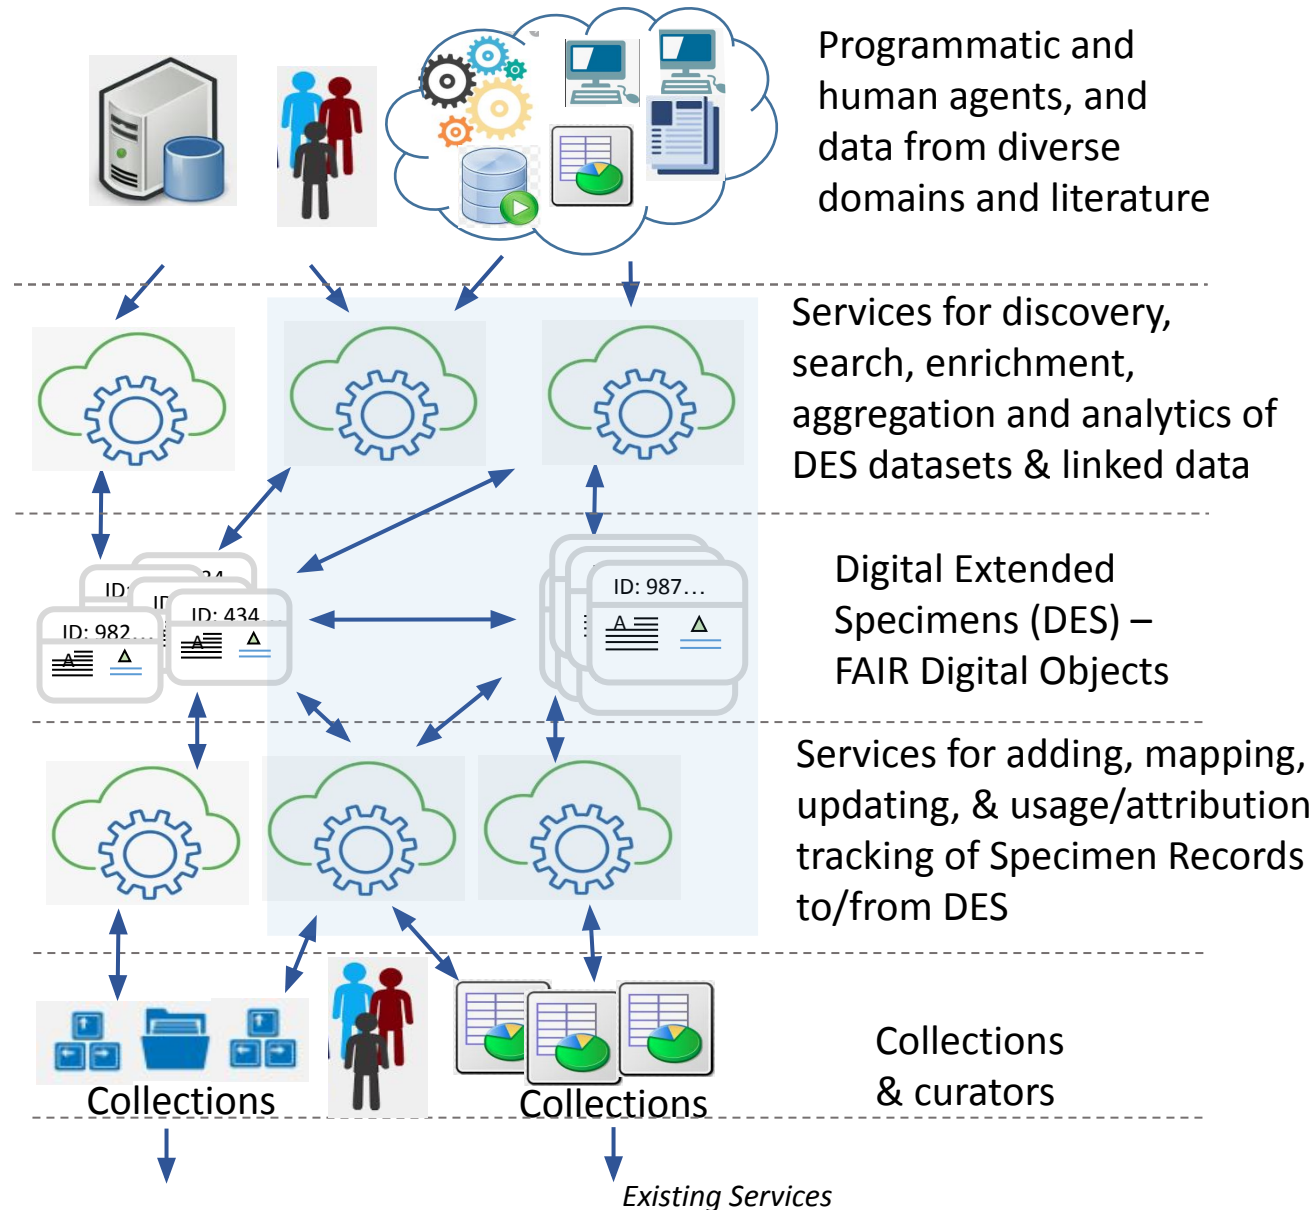 Programmatic and
human agents, and
data from diverse
domains and literature
Services for discovery,
search, enrichment,
aggregation and analytics of
DES datasets & linked data
ID:
ID: 982...
ID: 434...
ID: 987...
A
A
A
Digital Extended
Specimens (DES) –
FAIR Digital Objects
Services for adding, mapping,
updating, & usage/attribution
tracking of Specimen Records
to/from DES
Collections
Collections
Collections
& curators
Existing Services